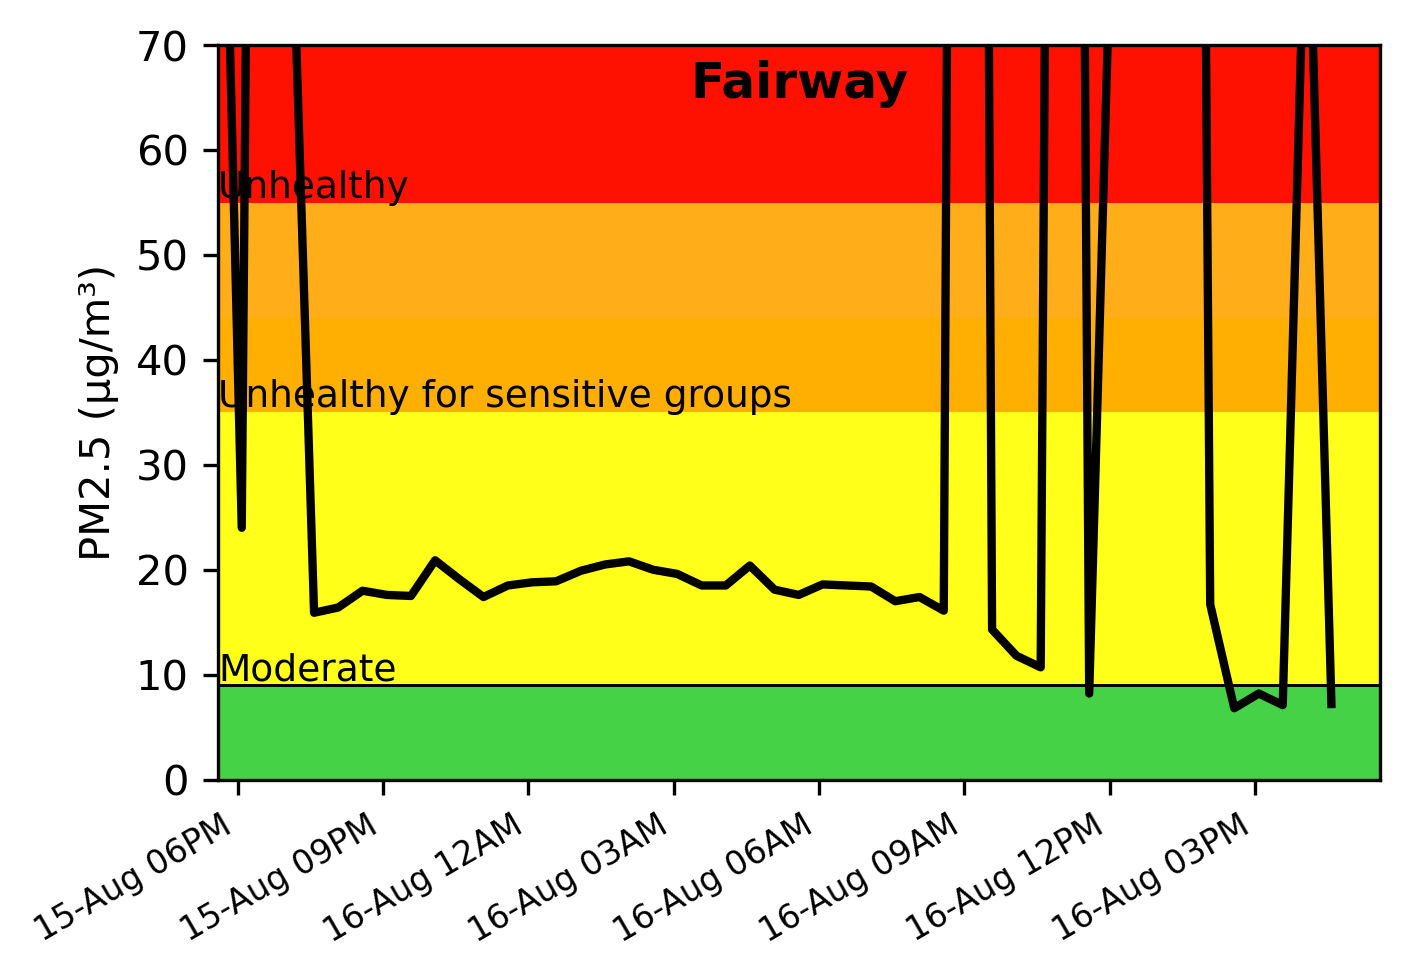 Fairway
PM2.5 (µg/m³)
70
60
50
40
30
20
10
0
Unhealthy
Unhealthy for sensitive groups
Moderate
15-Aug 06PM
15-Aug 09PM
16-Aug 12AM
16-Aug 03AM
16-Aug 06AM
16-Aug 09AM
16-Aug 12PM
16-Aug 03PM